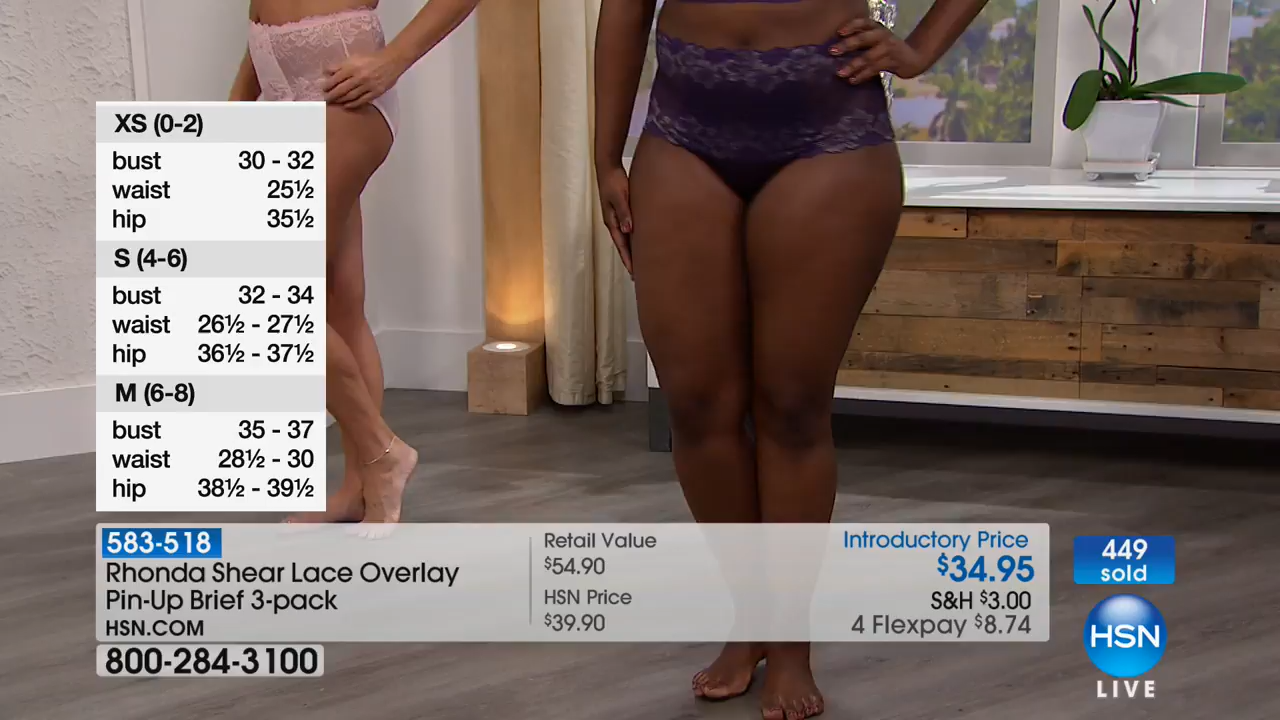 XS (0-2)
bust 30 - 32
waist 25½
hip 35½
S (4-6)
bust 32 - 34
waist 26½ - 27½
hip 36½ - 37½
M (6-8)
bust 35 - 37
waist 28½ - 30
hip 38½ - 39½
583-518
Rhonda Shear Lace Overlay
Pin-Up Brief 3-pack
HSN.COM
800-284-3100
Retail Value
$54.90
HSN Price
$39.90
Introductory Price
$34.95
S&H $3.00
4 Flexpay $8.74
449
sold
HSN
LIVE